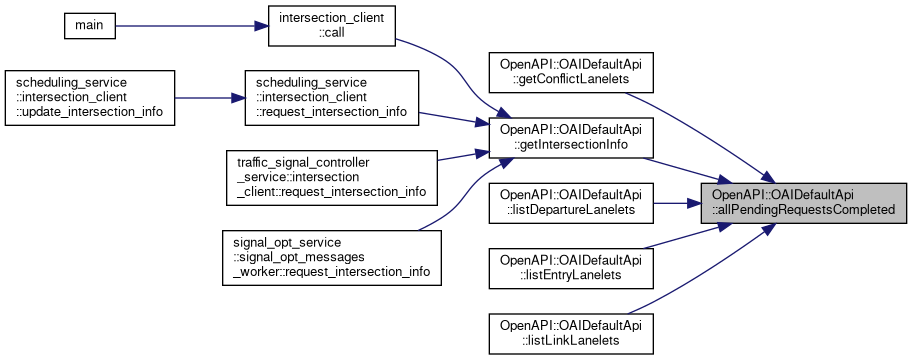 main
intersection_client
::call
scheduling_service
::intersection_client
::update_intersection_info
scheduling_service
::intersection_client
::request_intersection_info
traffic_signal_controller
_service::intersection
_client::request_intersection_info
signal_opt_service
::signal_opt_messages
_worker::request_intersection_info
OpenAPI::OAIDefaultApi
::getConflictLanelets
OpenAPI::OAIDefaultApi
::getIntersectionInfo
OpenAPI::OAIDefaultApi
::listDepartureLanelets
OpenAPI::OAIDefaultApi
::listEntryLanelets
OpenAPI::OAIDefaultApi
::listLinkLanelets
OpenAPI::OAIDefaultApi
::allPendingRequestsCompleted